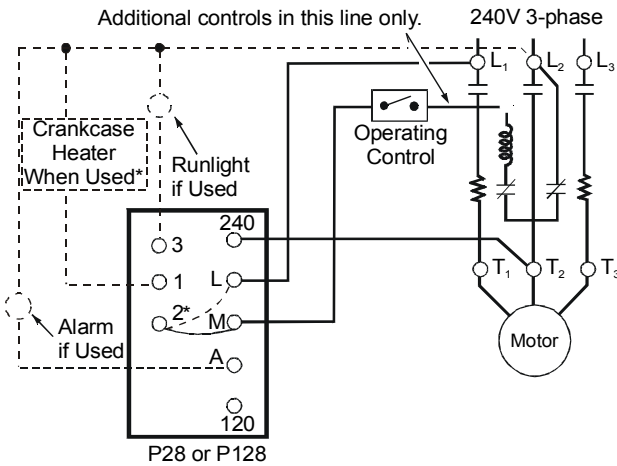 Additional controls in this line only.
240V 3-phase
L1
L2
L3
Operating
Control
Crankcase
Heater
When Used*
Runlight
if Used
240
3
1
L
2*
M
A
120
Alarm
if Used
T1
T2
T3
Motor
P28 or P128